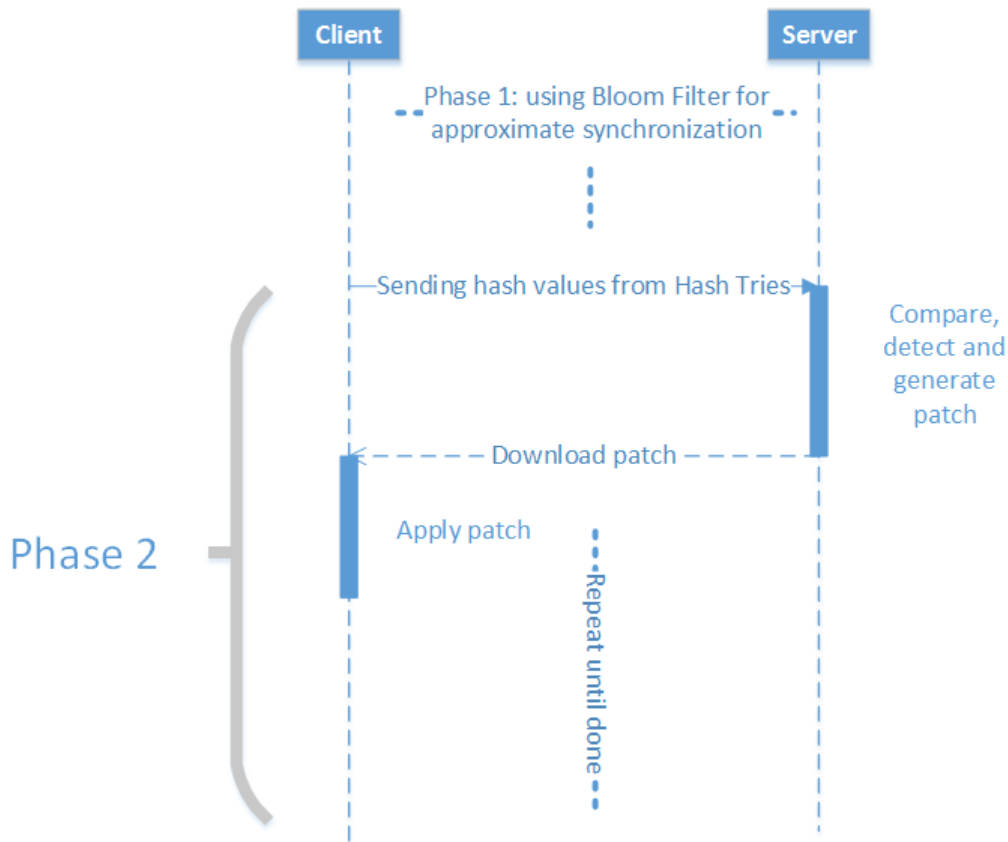 Client
Server
Phase 1: using Bloom Filter for
approximate synchronization
Sending hash values from Hash Tries
Compare,
detect and
generate
patch
Download patch
Apply patch
Phase 2
Repeat until done